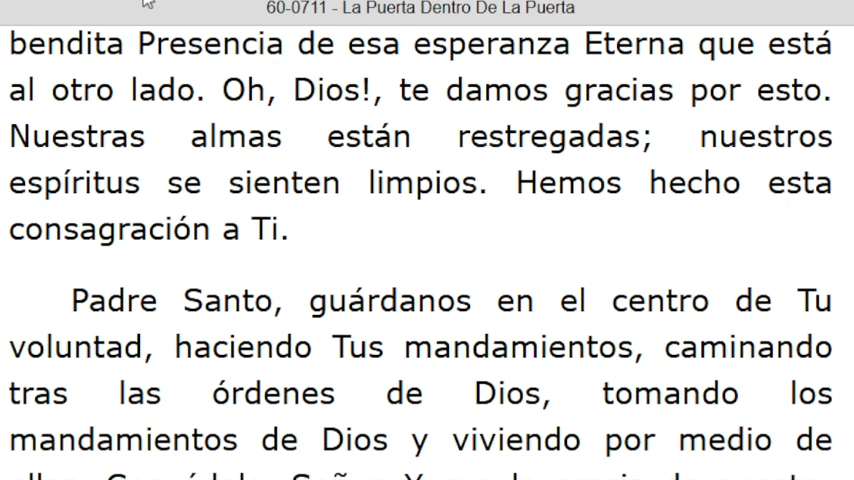 60-0711 - La Puerta Dentro De La Puerta
bendita Presencia de esa esperanza Eterna que está
al otro lado. Oh, Dios!, te damos gracias por esto.
Nuestras almas están restregadas; nuestros
espíritus se sienten limpios. Hemos hecho esta
consagración a Ti.
Padre Santo, guárdanos en el centro de Tu
voluntad, haciendo Tus mandamientos, caminando
tras las órdenes de Dios, tomando los
mandamientos de Dios y viviendo por medio de